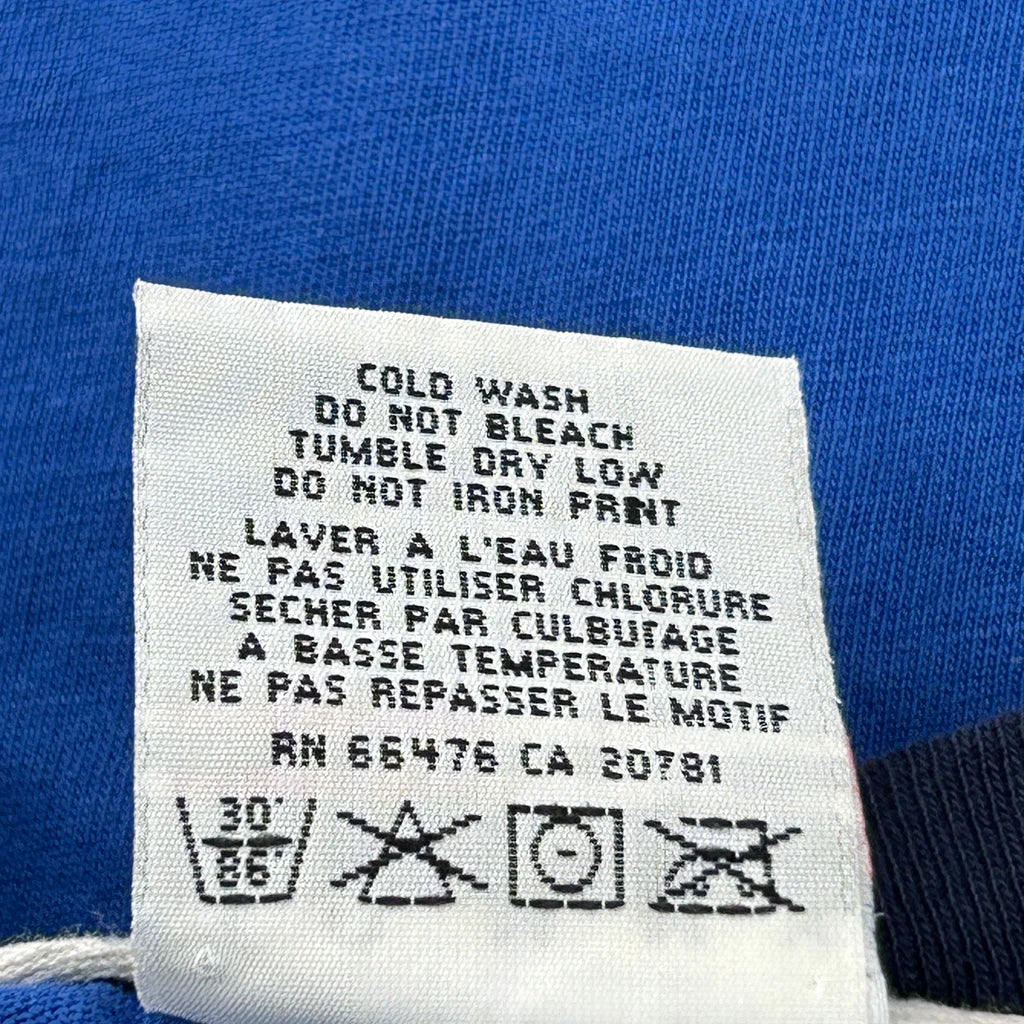 COLD WASH
DO NOT BLEACH
TUMBLE DRY LOW
DO NOT IRON PRINT
LAVER A L'EAU FROID
NE PAS UTILISER CHLORURE
SECHER PAR CULBUTAGE
A BASSE TEMPERATURE
NE PAS REPASSER LE MOTIF
RN 66476 CA 20781
30°
86°